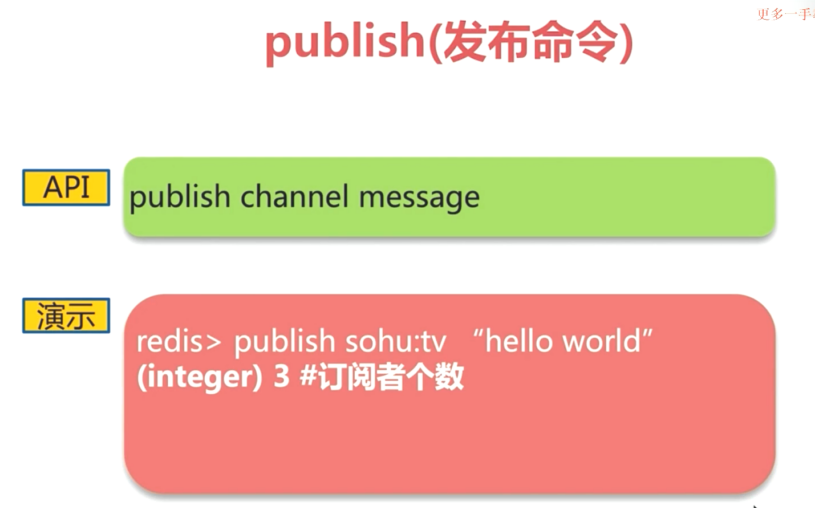 更多一手
publish(发布命令)
API
publish channel message
演示
redis> publish sohu:tv “hello world”
(integer) 3 #订阅者个数